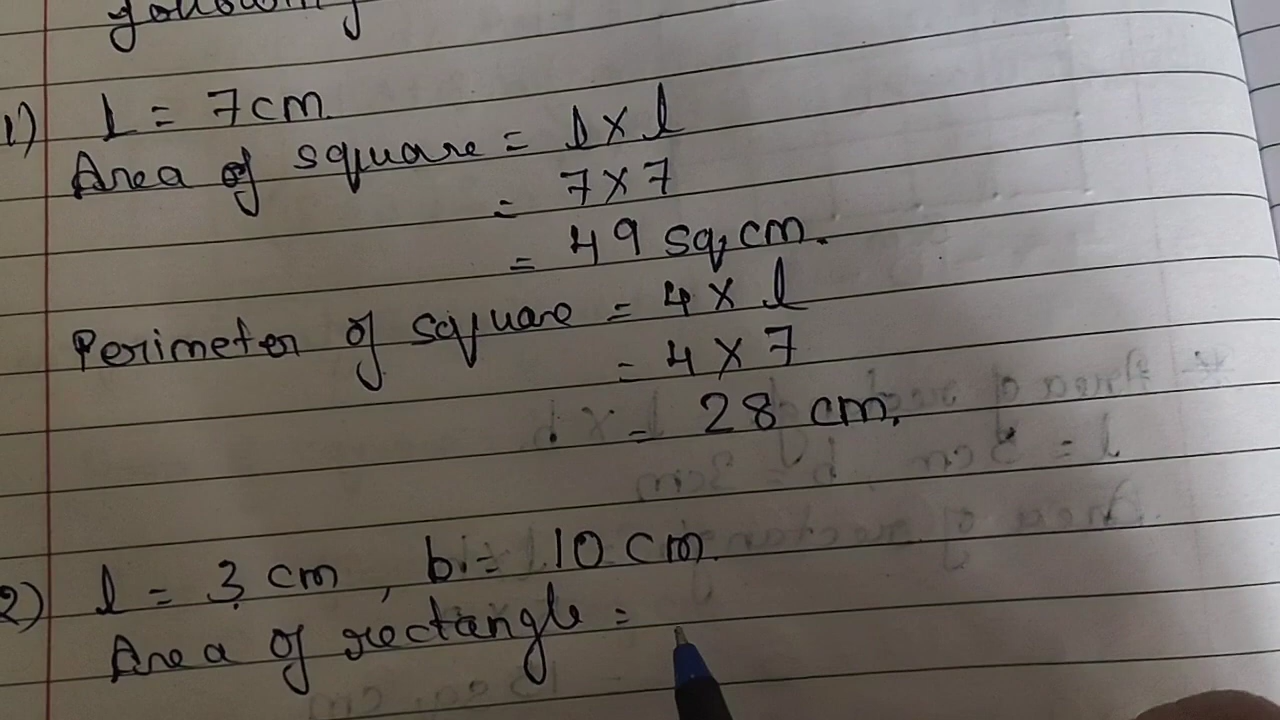 following
1) l = 7cm
Area of square = l × l
= 7 × 7
= 49 sq cm.
Perimeter of square = 4 × l
= 4 × 7
= 28 cm.
2) l = 3 cm, b = 10 cm
Area of rectangle =